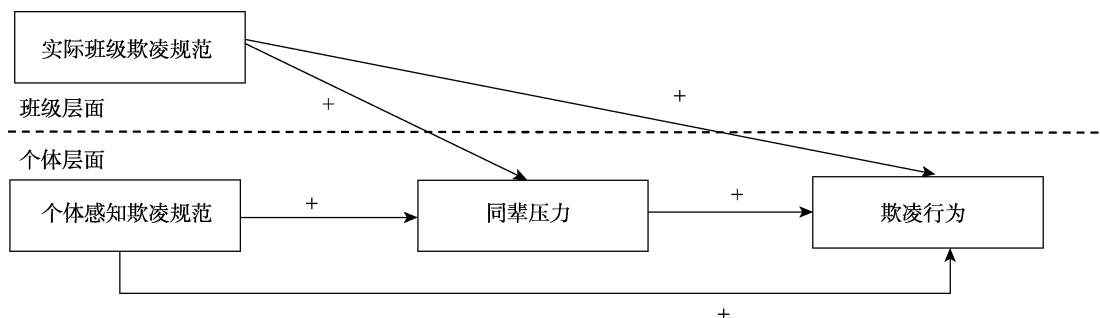 实际班级欺凌规范
+
+
班级层面
个体层面
个体感知欺凌规范
+
同辈压力
+
欺凌行为
+